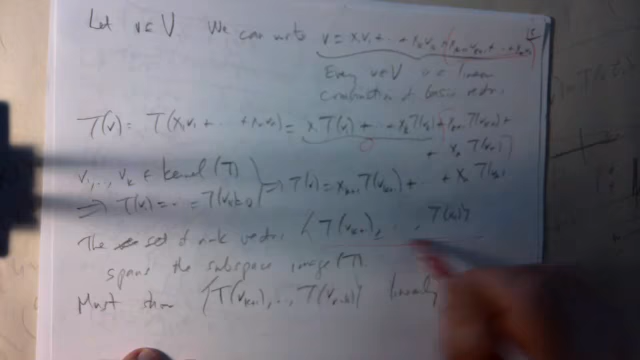 Let v ∈ V. We can write v = x₁v₁ + ... + xₖvₖ + xₖ₊₁vₖ₊₁ + ... + xₙvₙ
Every v∈V is a linear
combination of basis vectors
T(v) = T(x₁v₁ + ... + xₙvₙ) = x₁T(v₁) + ... + xₖT(vₖ) + xₖ₊₁T(vₖ₊₁) +
0 + xₙT(vₙ)
v₁, .., vₖ ∈ kernel(T)
⇒ T(v₁) = ... = T(vₖ) = 0 ⇒ T(v) = xₖ₊₁T(vₖ₊₁) + ... + xₙT(vₙ)
The set of n-k vectors {T(vₖ₊₁), ..., T(vₙ)}
spans the subspace image(T)
Must show {T(vₖ₊₁), .., } linearly